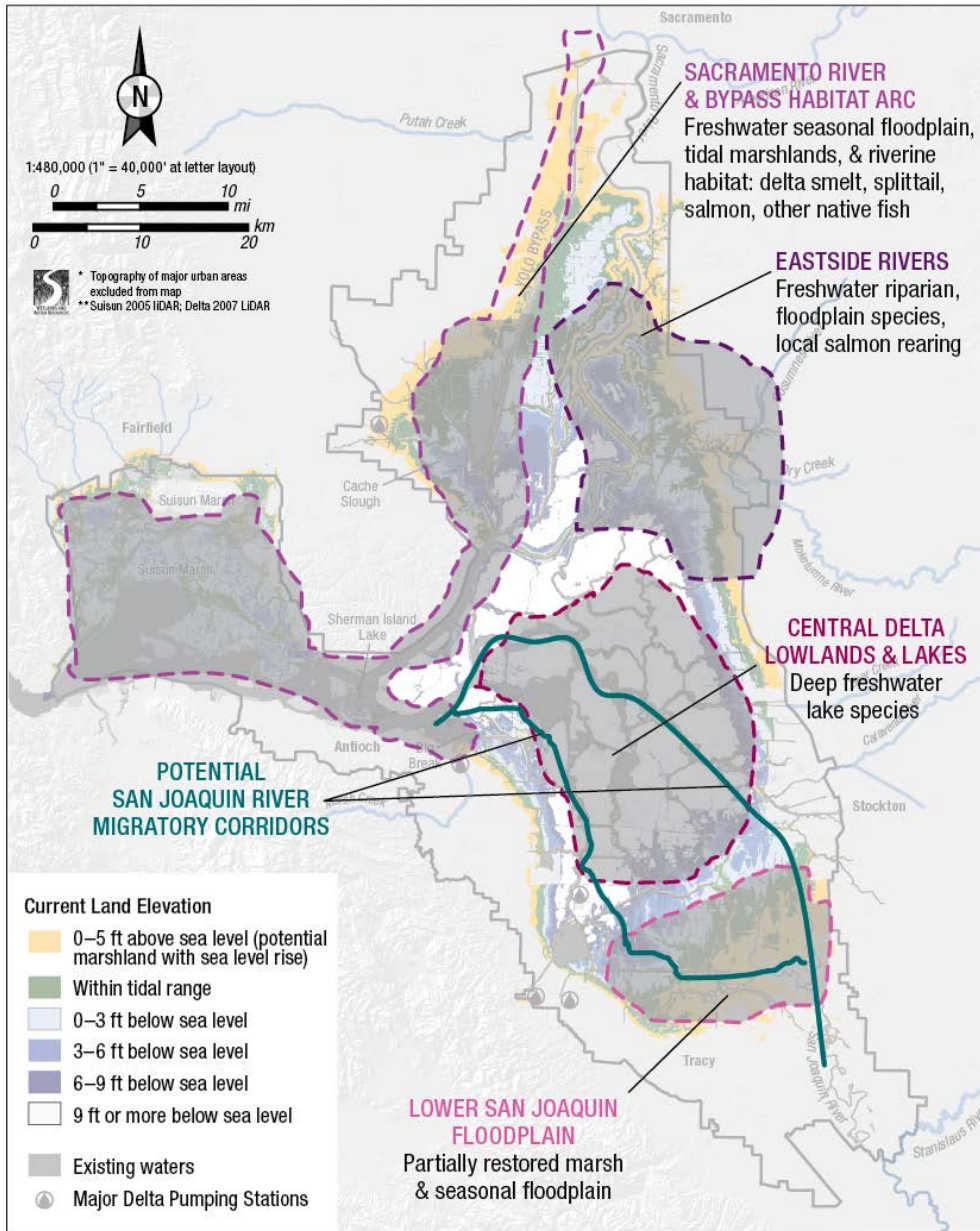 Sacramento
N
Sacramento River
American River
Putah Creek
SACRAMENTO RIVER
& BYPASS HABITAT ARC
Freshwater seasonal floodplain,
tidal marshlands, & riverine
habitat: delta smelt, splittail,
salmon, other native fish
1:480,000 (1" = 40,000' at letter layout)
0 5 10
mi
km
0 10 20
* Topography of major urban areas
excluded from map
** Suisun 2005 liDAR; Delta 2007 LiDAR
YOLO BYPASS
EASTSIDE RIVERS
Freshwater riparian,
floodplain species,
local salmon rearing
Fairfield
Cache
Slough
Dry Creek
Suisun Marsh
Suisun Marsh
Mokelumne River
Sherman Island
Lake
CENTRAL DELTA
LOWLANDS & LAKES
Deep freshwater
lake species
Antioch
Big
Break
Stockton
POTENTIAL
SAN JOAQUIN RIVER
MIGRATORY CORRIDORS
Current Land Elevation
0–5 ft above sea level (potential
marshland with sea level rise)
Within tidal range
0–3 ft below sea level
3–6 ft below sea level
6–9 ft below sea level
9 ft or more below sea level
Existing waters
Major Delta Pumping Stations
Tracy
San Joaquin River
Stanislaus River
LOWER SAN JOAQUIN
FLOODPLAIN
Partially restored marsh
& seasonal floodplain